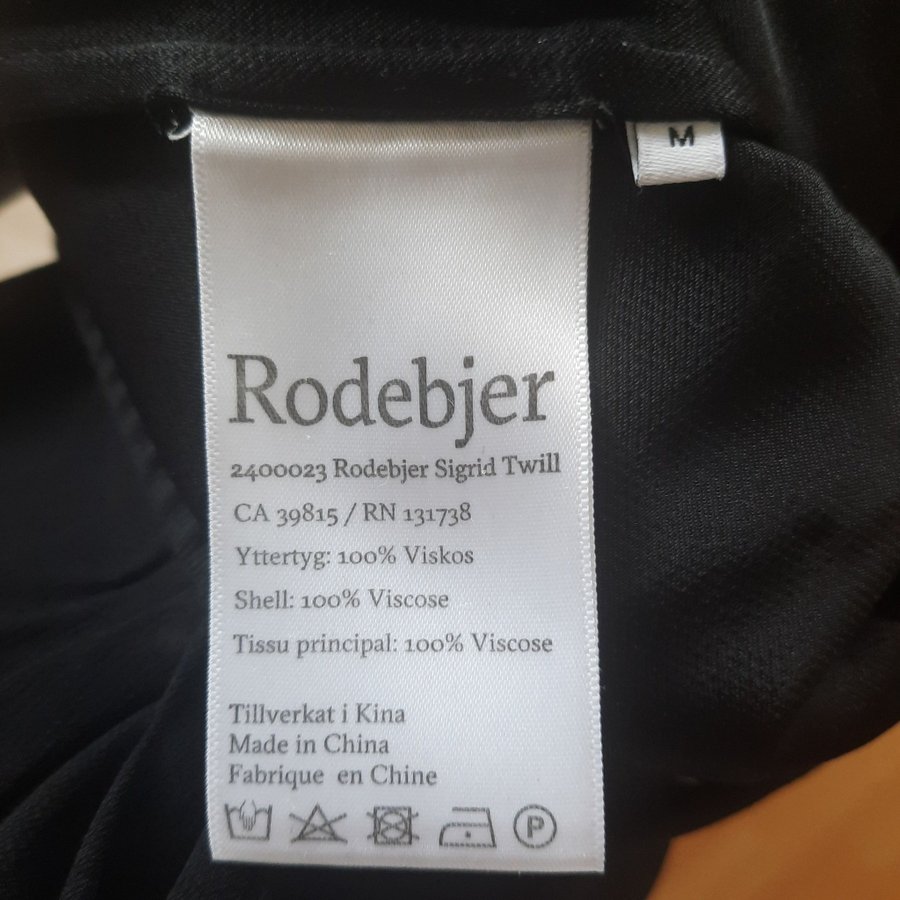 M
Rodebjer
2400023 Rodebjer Sigrid Twill
CA 39815 / RN 131738
Yttertyg: 100% Viskos
Shell: 100% Viscose
Tissu principal: 100% Viscose
Tillverkat i Kina
Made in China
Fabrique en Chine
P